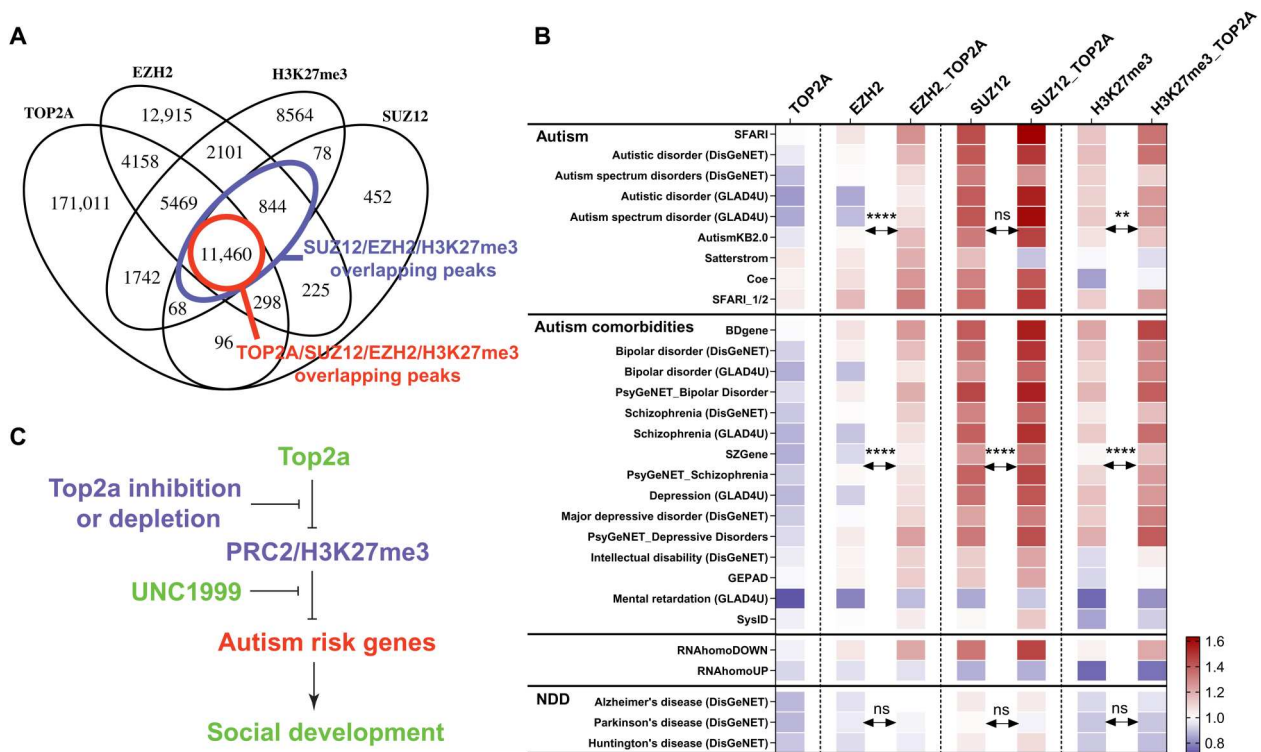 A
TOP2A
EZH2
H3K27me3
SUZ12
12,915
8564
4158
2101
78
171,011
5469
844
452
11,460
SUZ12/EZH2/H3K27me3
overlapping peaks
1742
68
298
225
96
TOP2A/SUZ12/EZH2/H3K27me3
overlapping peaks
B
TOP2A
EZH2
EZH2_TOP2A
SUZ12
SUZ12_TOP2A
H3K27me3
H3K27me3_TOP2A
Autism
SFARI
Autistic disorder (DisGeNET)
Autism spectrum disorders (DisGeNET)
Autistic disorder (GLAD4U)
Autism spectrum disorder (GLAD4U)
AutismKB2.0
Satterstrom
Coe
SFARI_1/2
**** ns **
Autism comorbidities
BDgene
Bipolar disorder (DisGeNET)
Bipolar disorder (GLAD4U)
PsyGeNET_Bipolar Disorder
Schizophrenia (DisGeNET)
Schizophrenia (GLAD4U)
SZGene
PsyGeNET_Schizophrenia
Depression (GLAD4U)
Major depressive disorder (DisGeNET)
PsyGeNET_Depressive Disorders
Intellectual disability (DisGeNET)
GEPAD
Mental retardation (GLAD4U)
SysID
**** **** ****
RNAhomoDOWN
RNAhomoUP
NDD
Alzheimer's disease (DisGeNET)
Parkinson's disease (DisGeNET)
Huntington's disease (DisGeNET)
ns ns ns
1.6
1.4
1.2
1.0
0.8
C
Top2a
Top2a inhibition
or depletion
PRC2/H3K27me3
UNC1999
Autism risk genes
Social development